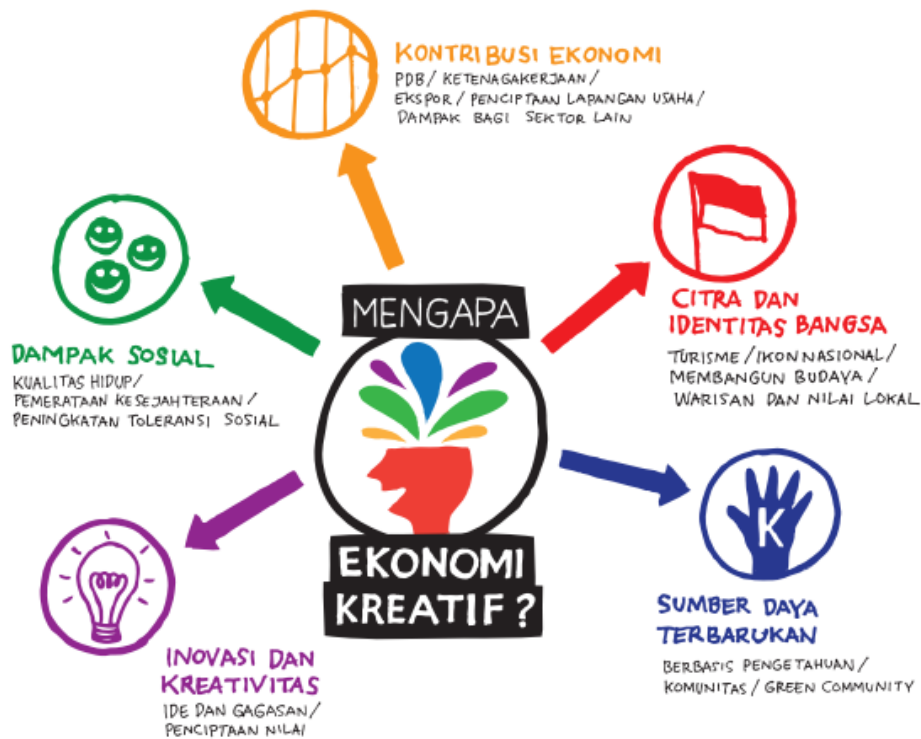 KONTRIBUSI EKONOMI
PDB/ KETENAGAKERJAAN/
EKSPOR/ PENCIPTAAN LAPANGAN USAHA/
DAMPAK BAGI SEKTOR LAIN
CITRA DAN
IDENTITAS BANGSA
TURISME/IKON NASIONAL/
MEMBANGUN BUDAYA/
WARISAN DAN NILAI LOKAL
MENGAPA
EKONOMI
KREATIF?
DAMPAK SOSIAL
KUALITAS HIDUP/
PEMERATAAN KESEJAHTERAAN/
PENINGKATAN TOLERANSI SOSIAL
K
SUMBER DAYA
TERBARUKAN
BERBASIS PENGETAHUAN/
KOMUNITAS/GREEN COMMUNITY
INOVASI DAN
KREATIVITAS
IDE DAN GAGASAN/
PENCIPTAAN NILAI